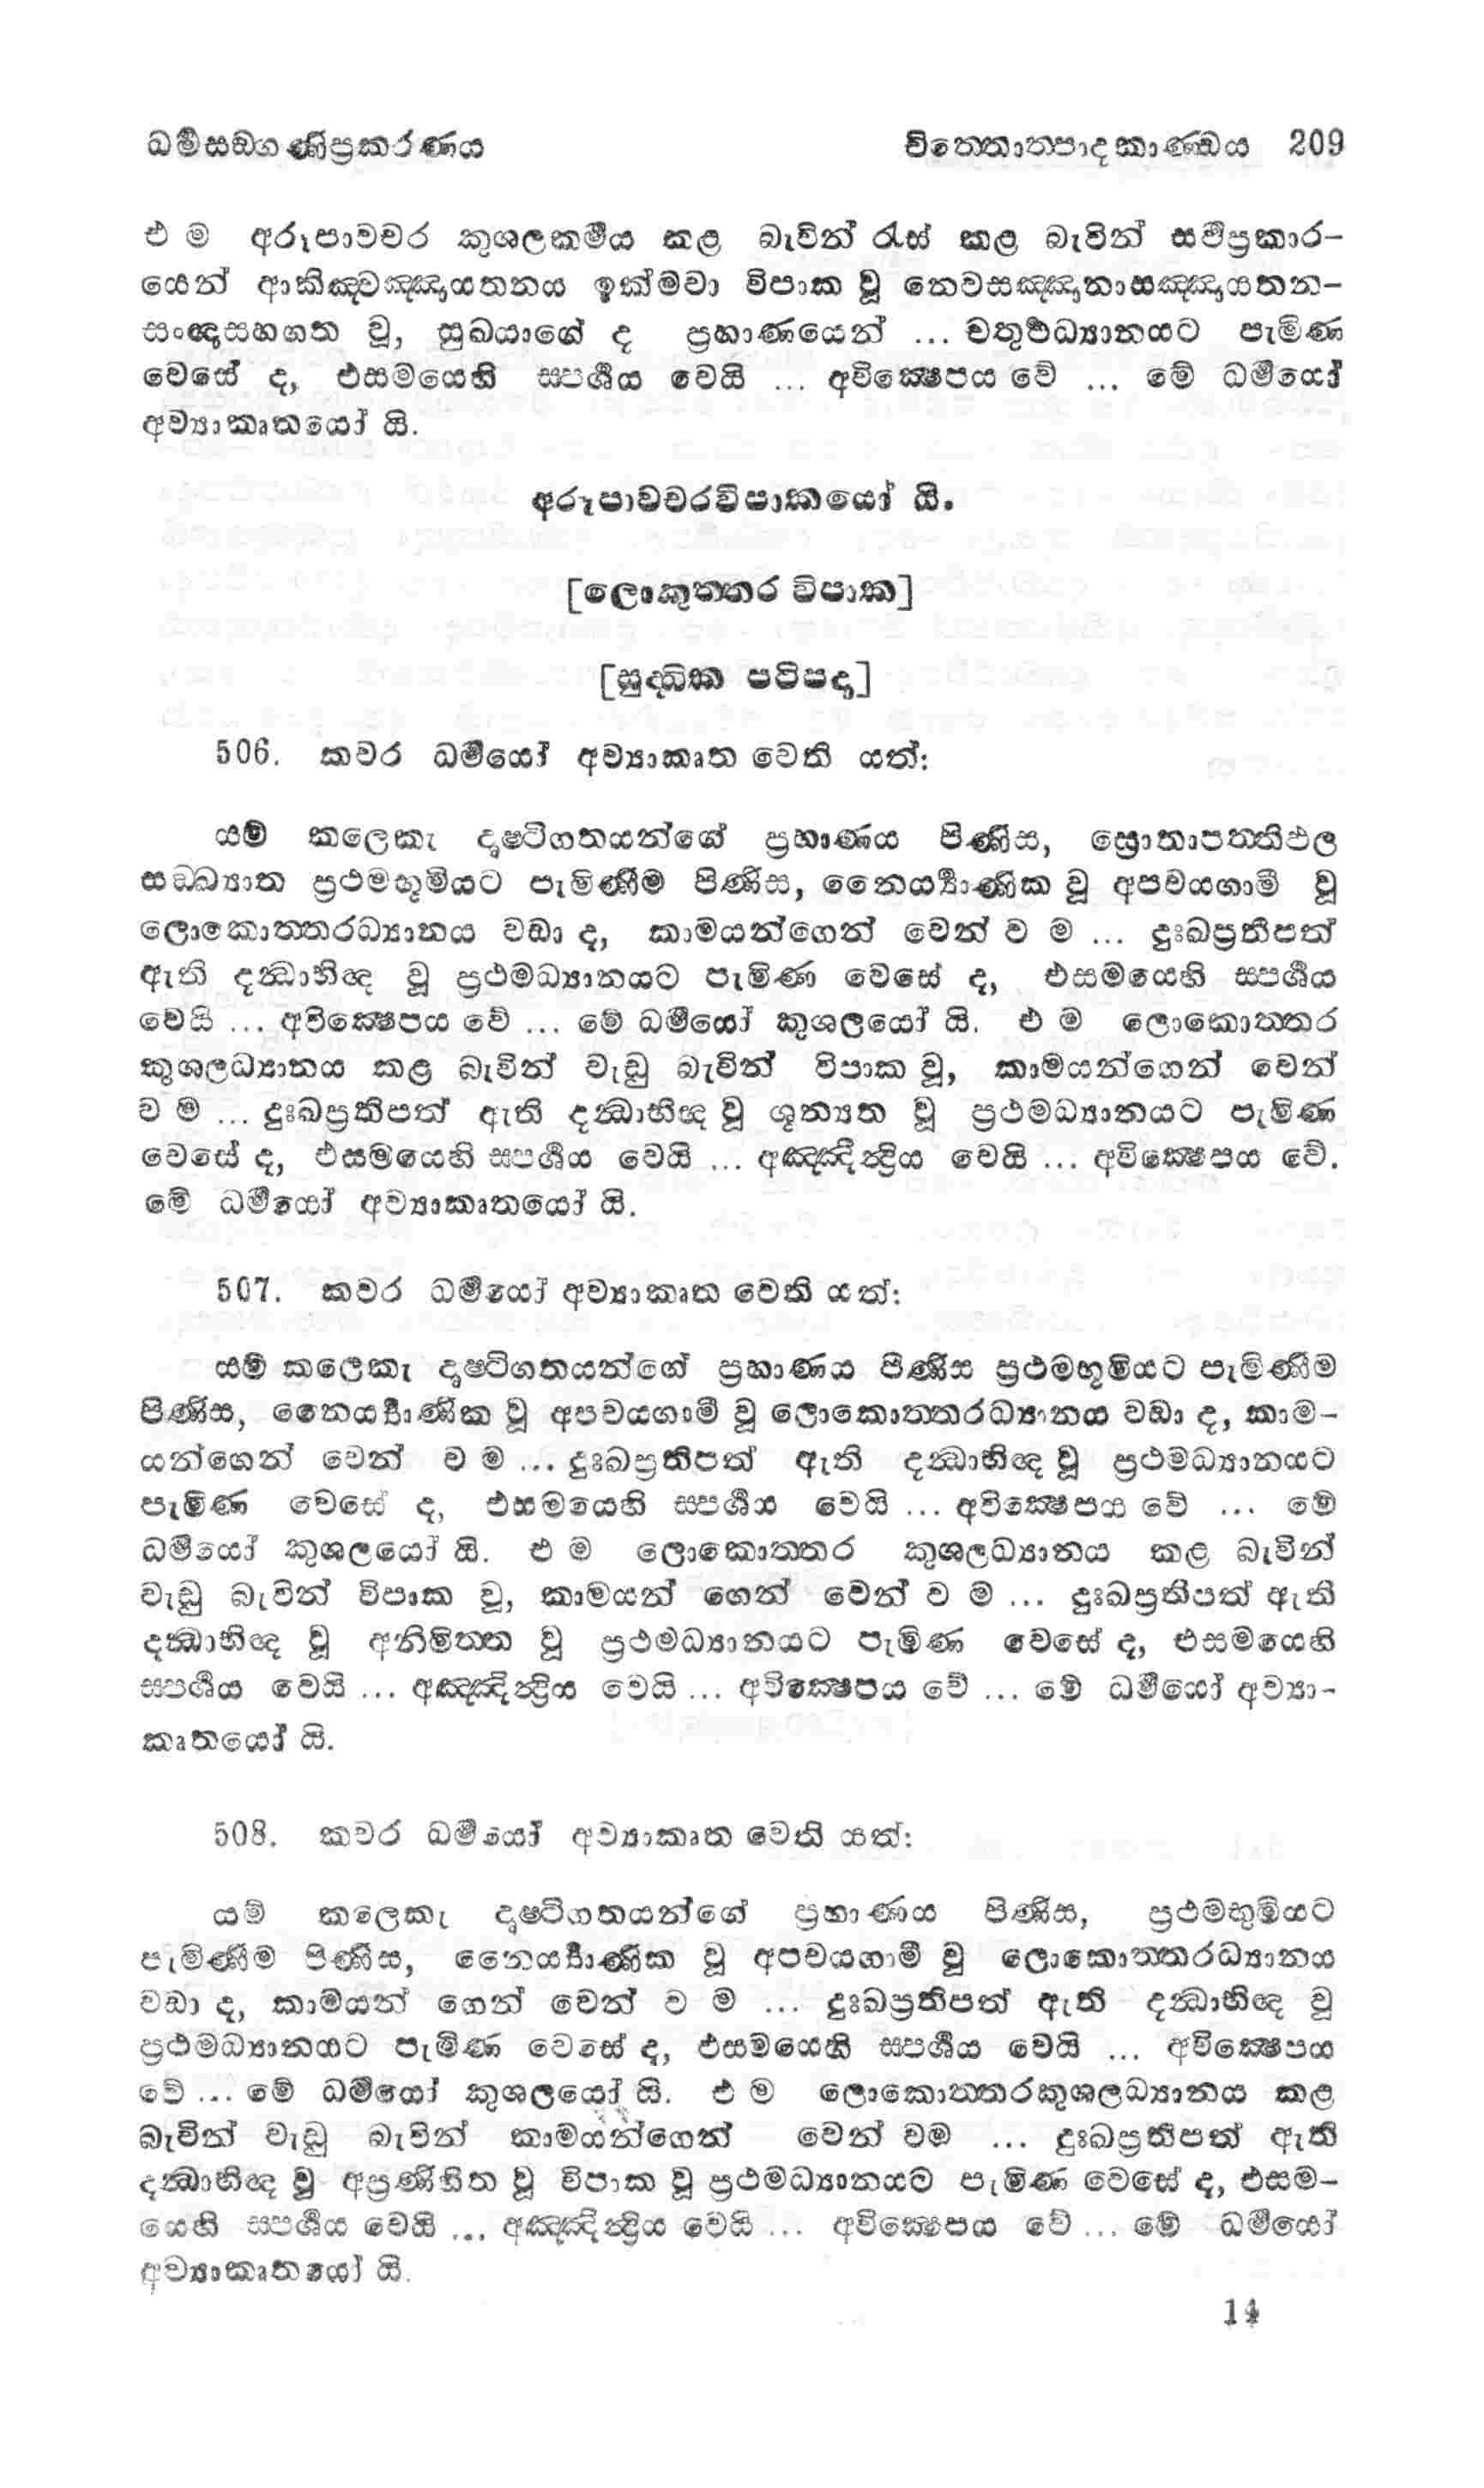 ධර්‍මසඞ්ගණිප්‍රකරණය චිත්තොත්පාදකාණ්ඩය 209
එ ම අරූපාවචර කුශලකර්‍මය කළ බැවින් රැස් කළ බැවින් සර්‍වප්‍රකාර-
යෙන් ආකිඤ්චඤ්ඤායතනය ඉක්මවා විපාක වූ නෙවසඤ්ඤානාසඤ්ඤායතන-
සංඥාසහගත වූ, සුඛයාගේ ද ප්‍රහාණයෙන් ... චතුර්‍ථධ්‍යානයට පැමිණ
වෙසේ ද, එසමයෙහි ස්පර්‍ශය වෙයි ... අවික්‍ෂෙපය වේ ... මේ ධර්‍මයෝ
අව්‍යාකෘතයෝ යි.
අරූපාවචරවිපාකයෝ යි.
[ලොකුත්තර විපාක]
[සුද්ධික පටිපදා]
506. කවර ධර්‍මයෝ අව්‍යාකෘත වෙති යත්:
යම් කලෙකැ දෘෂ්ටිගතයන්ගේ ප්‍රහාණය පිණිස, ස්‍රොතාපත්තිඵල
සඞ්ඛ්‍යාත ප්‍රථමභූමියට පැමිණීම පිණිස, නෛය්‍ර්‍යාණික වූ අපචයගාමී වූ
ලොකොත්තරධ්‍යානය වඩා ද, කාමයන්ගෙන් වෙන් ව ම ... දුඃඛප්‍රතිපත්
ඇති දන්ධාභිඥ වූ ප්‍රථමධ්‍යානයට පැමිණ වෙසේ ද, එසමයෙහි ස්පර්‍ශය
වෙයි ... අවික්‍ෂෙපය වේ ... මේ ධර්‍මයෝ කුශලයෝ යි. එ ම ලොකොත්තර
කුශලධ්‍යානය කළ බැවින් වැඩු බැවින් විපාක වූ, කාමයන්ගෙන් වෙන්
ව ම ... දුඃඛප්‍රතිපත් ඇති දන්ධාභිඥ වූ ශූන්‍යත වූ ප්‍රථමධ්‍යානයට පැමිණ
වෙසේ ද, එසමයෙහි ස්පර්‍ශය වෙයි ... අඤ්ඤීන්ද්‍රිය වෙයි ... අවික්‍ෂෙපය වේ.
මේ ධර්‍මයෝ අව්‍යාකෘතයෝ යි.
507. කවර ධර්‍මයෝ අව්‍යාකෘත වෙති යත්:
යම් කලෙකැ දෘෂ්ටිගතයන්ගේ ප්‍රහාණය පිණිස ප්‍රථමභූමියට පැමිණීම
පිණිස, නෛය්‍ර්‍යාණික වූ අපචයගාමී වූ ලොකොත්තරධ්‍යානය වඩා ද, කාම-
යන්ගෙන් වෙන් ව ම ... දුඃඛප්‍රතිපත් ඇති දන්ධාභිඥ වූ ප්‍රථමධ්‍යානයට
පැමිණ වෙසේ ද, එසමයෙහි ස්පර්‍ශය වෙයි ... අවික්‍ෂෙපය වේ ... මේ
ධර්‍මයෝ කුශලයෝ යි. එ ම ලොකොත්තර කුශලධ්‍යානය කළ බැවින්
වැඩු බැවින් විපාක වූ, කාමයන් ගෙන් වෙන් ව ම ... දුඃඛප්‍රතිපත් ඇති
දන්ධාභිඥ වූ අනිමිත්ත වූ ප්‍රථමධ්‍යානයට පැමිණ වෙසේ ද, එසමයෙහි
ස්පර්‍ශය වෙයි ... අඤ්ඤින්ද්‍රිය වෙයි ... අවික්‍ෂෙපය වේ ... මේ ධර්‍මයෝ අව්‍යා-
කෘතයෝ යි.
508. කවර ධර්‍මයෝ අව්‍යාකෘත වෙති යත්:
යම් කලෙකැ දෘෂ්ටිගතයන්ගේ ප්‍රහාණය පිණිස, ප්‍රථමභූමියට
පැමිණීම පිණිස, නෛය්‍ර්‍යාණික වූ අපචයගාමී වූ ලොකොත්තරධ්‍යානය
වඩා ද, කාමයන් ගෙන් වෙන් ව ම ... දුඃඛප්‍රතිපත් ඇති දන්ධාභිඥ වූ
ප්‍රථමධ්‍යානයට පැමිණ වෙසේ ද, එසමයෙහි ස්පර්‍ශය වෙයි ... අවික්‍ෂෙපය
වේ ... මේ ධර්‍මයෝ කුශලයෝ යි. එ ම ලොකොත්තරකුශලධ්‍යානය කළ
බැවින් වැඩු බැවින් කාමයන්ගෙන් වෙන් වම ... දුඃඛප්‍රතිපත් ඇති
දන්ධාභිඥ වූ අප්‍රණිහිත වූ විපාක වූ ප්‍රථමධ්‍යානයට පැමිණ වෙසේ ද, එසම-
යෙහි ස්පර්‍ශය වෙයි ... අඤ්ඤින්ද්‍රිය වෙයි ... අවික්‍ෂෙපය වේ ... මේ ධර්‍මයෝ
අව්‍යාකෘතයෝ යි.
14